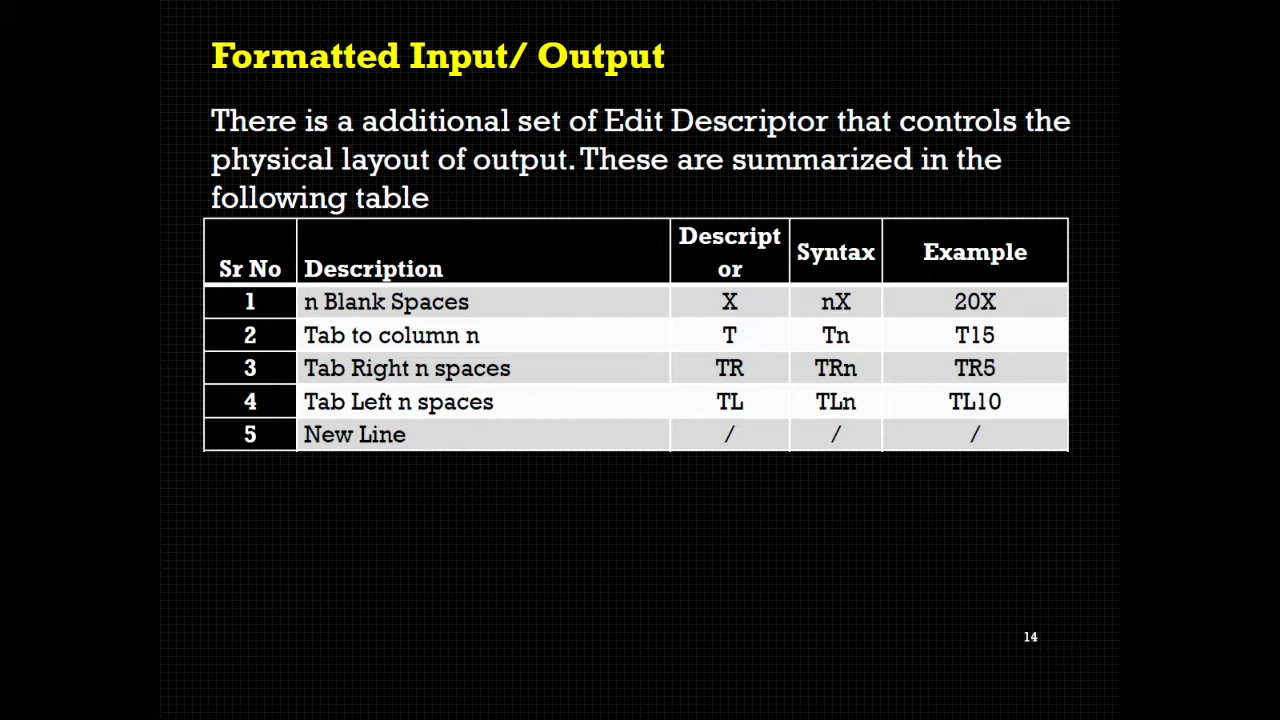 Formatted Input/ Output
There is a additional set of Edit Descriptor that controls the
physical layout of output. These are summarized in the
following table
Sr No Description Descript or Syntax Example
1 n Blank Spaces X nX 20X
2 Tab to column n T Tn T15
3 Tab Right n spaces TR TRn TR5
4 Tab Left n spaces TL TLn TL10
5 New Line / / /
14